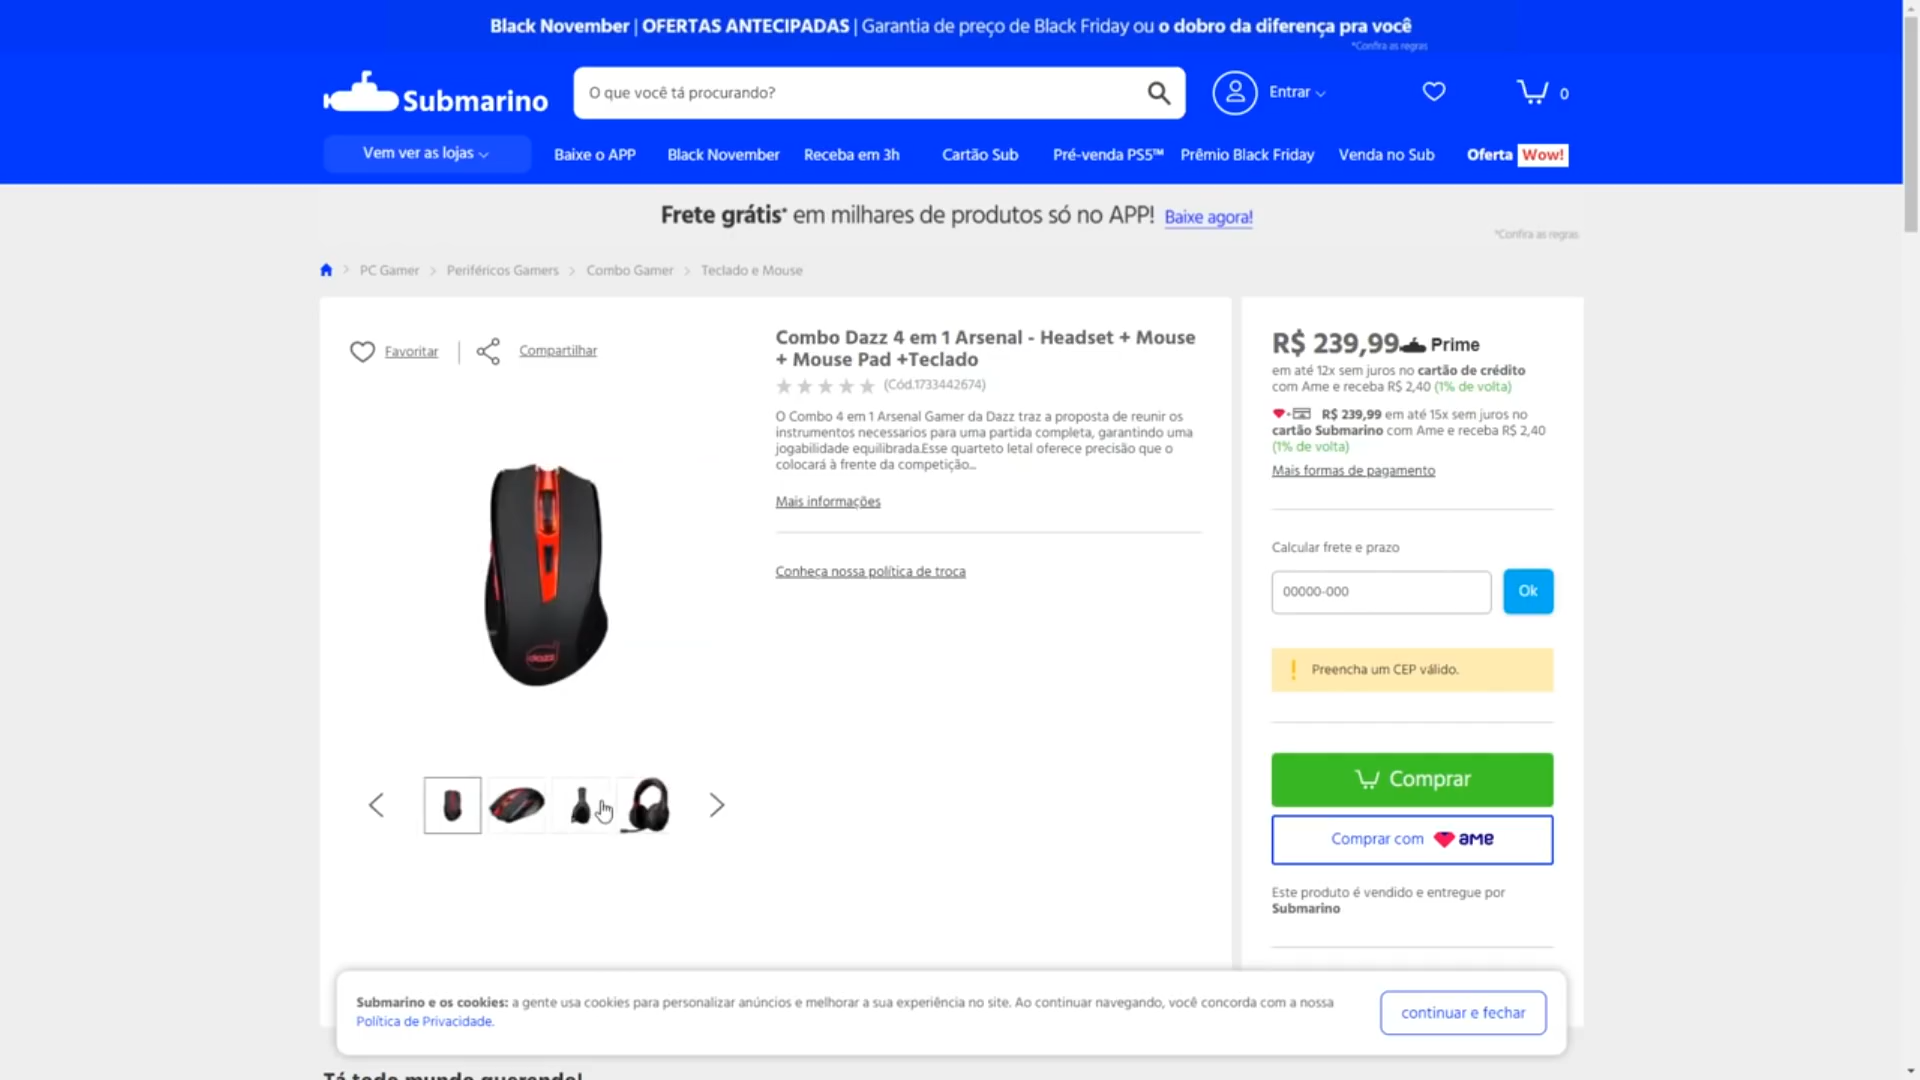 Black November | OFERTAS ANTECIPADAS | Garantia de preço de Black Friday ou o dobro da diferença pra você
*Confira as regras
Submarino
O que você tá procurando?
Entrar
0
Vem ver as lojas
Baixe o APP
Black November
Receba em 3h
Cartão Sub
Pré-venda PS5™
Prêmio Black Friday
Venda no Sub
Oferta Wow!
Frete grátis* em milhares de produtos só no APP! Baixe agora!
*Confira as regras
PC Gamer > Periféricos Gamers > Combo Gamer > Teclado e Mouse
Favoritar
Compartilhar
Combo Dazz 4 em 1 Arsenal - Headset + Mouse
+ Mouse Pad +Teclado
(Cód.1733442674)
O Combo 4 em 1 Arsenal Gamer da Dazz traz a proposta de reunir os
instrumentos necessarios para uma partida completa, garantindo uma
jogabilidade equilibrada.Esse quarteto letal oferece precisão que o
colocará à frente da competição...
Mais informações
Conheça nossa política de troca
dazz
R$ 239,99 Prime
em até 12x sem juros no cartão de crédito
com Ame e receba R$ 2,40 (1% de volta)
R$ 239,99 em até 15x sem juros no
cartão Submarino com Ame e receba R$ 2,40
(1% de volta)
Mais formas de pagamento
Calcular frete e prazo
00000-000
Ok
Preencha um CEP válido.
Comprar
Comprar com ame
Este produto é vendido e entregue por
Submarino
Submarino e os cookies: a gente usa cookies para personalizar anúncios e melhorar a sua experiência no site. Ao continuar navegando, você concorda com a nossa
Política de Privacidade.
continuar e fechar
Tá todo mundo querendo!